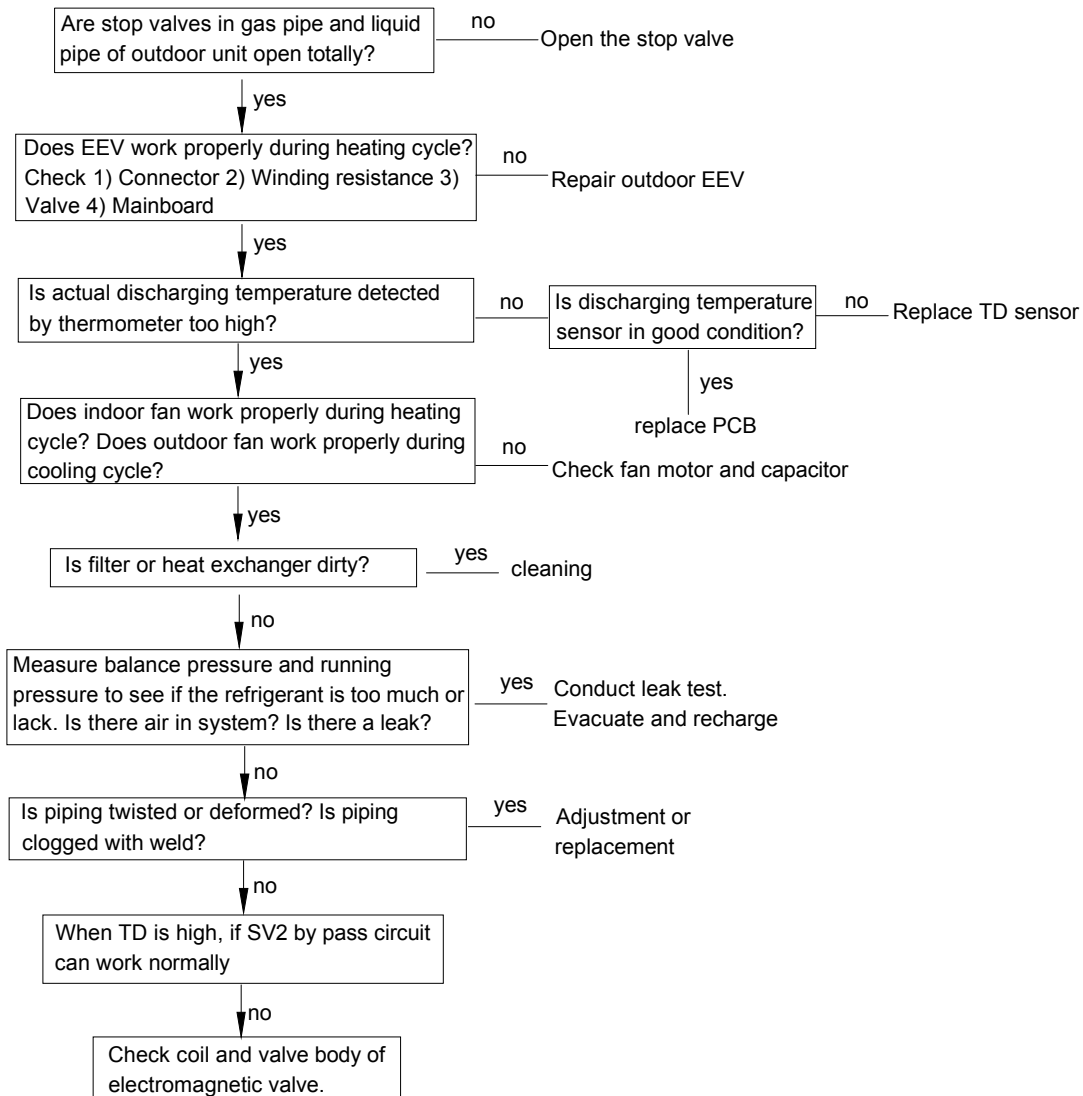 Are stop valves in gas pipe and liquid
pipe of outdoor unit open totally?
no
Open the stop valve
yes
Does EEV work properly during heating cycle?
Check 1) Connector 2) Winding resistance 3)
Valve 4) Mainboard
no
Repair outdoor EEV
yes
Is actual discharging temperature detected
by thermometer too high?
no
Is discharging temperature
sensor in good condition?
no
Replace TD sensor
yes
replace PCB
yes
Does indoor fan work properly during heating
cycle? Does outdoor fan work properly during
cooling cycle?
no
Check fan motor and capacitor
yes
Is filter or heat exchanger dirty?
yes
cleaning
no
Measure balance pressure and running
pressure to see if the refrigerant is too much or
lack. Is there air in system? Is there a leak?
yes
Conduct leak test.
Evacuate and recharge
no
Is piping twisted or deformed? Is piping
clogged with weld?
yes
Adjustment or
replacement
no
When TD is high, if SV2 by pass circuit
can work normally
no
Check coil and valve body of
electromagnetic valve.